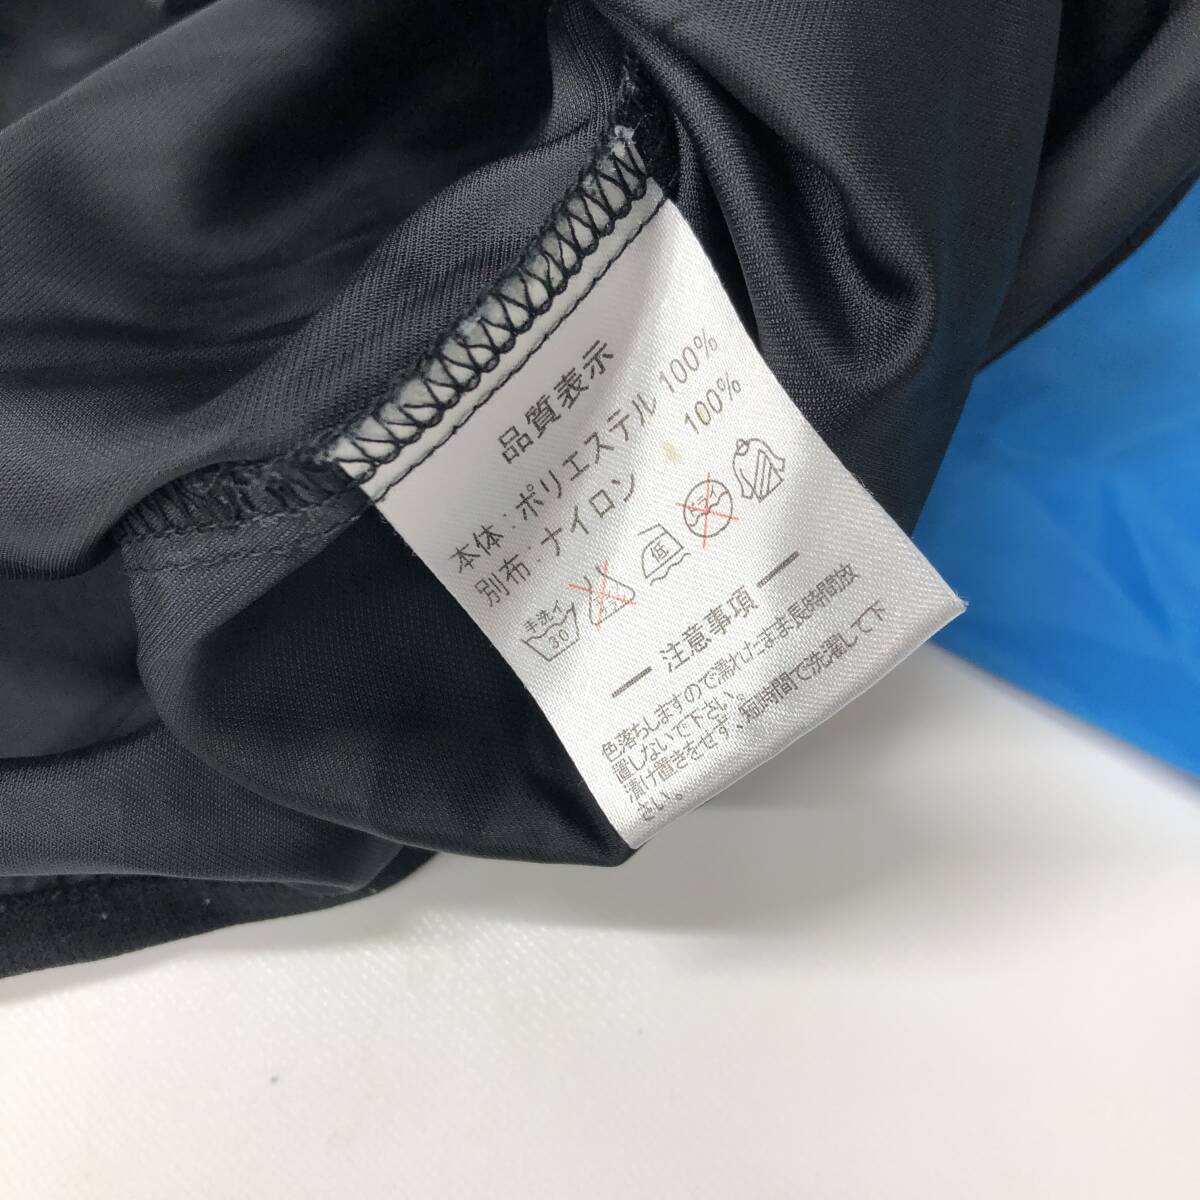 品質表示
本体:ポリエステル 100%
別布:ナイロン 100%
手洗イ 30 低
注意事項
色落ちしますので濡れたまま長時間放
置しないで下さい。
漬け置きをせず、短時間で洗濯して下
さい。